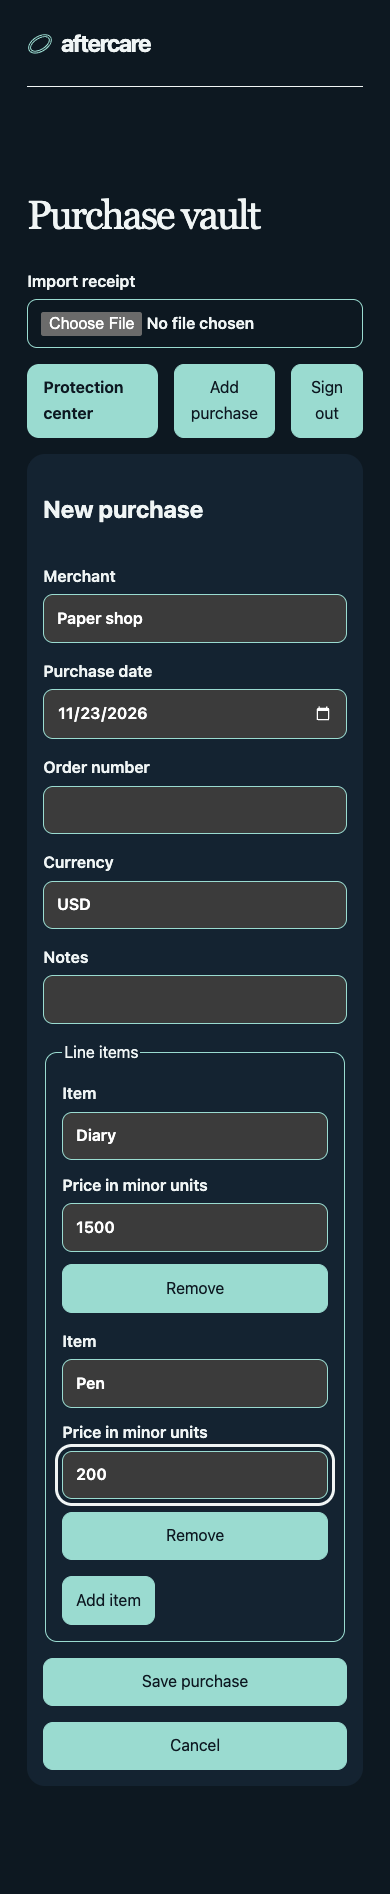 aftercare
Purchase vault
Import receipt
Choose File No file chosen
Protection center
Add purchase
Sign out
New purchase
Merchant
Paper shop
Purchase date
11/23/2026
Order number
Currency
USD
Notes
Line items
Item
Diary
Price in minor units
1500
Remove
Item
Pen
Price in minor units
200
Remove
Add item
Save purchase
Cancel